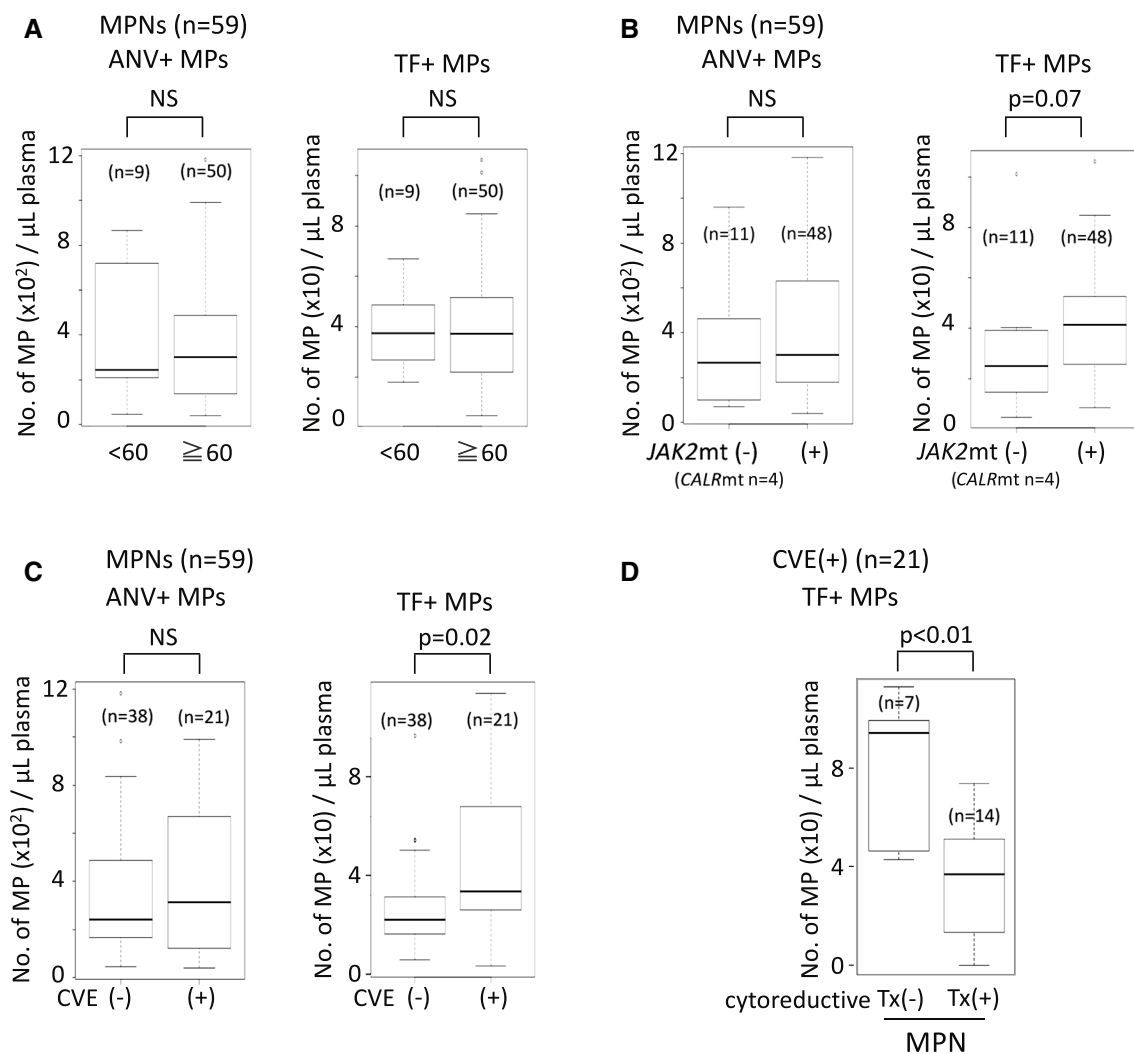 A
MPNs (n=59)
ANV+ MPs
NS
No. of MP (x10²) / µL plasma
12
8
4
0
(n=9)
(n=50)
<60
≧60
TF+ MPs
NS
No. of MP (x10) / µL plasma
8
4
0
(n=9)
(n=50)
<60
≧60
B
MPNs (n=59)
ANV+ MPs
NS
No. of MP (x10²) / µL plasma
12
8
4
0
(n=11)
(n=48)
JAK2mt (-)
(+)
(CALRmt n=4)
TF+ MPs
p=0.07
No. of MP (x10) / µL plasma
8
4
0
(n=11)
(n=48)
JAK2mt (-)
(+)
(CALRmt n=4)
C
MPNs (n=59)
ANV+ MPs
NS
No. of MP (x10²) / µL plasma
12
8
4
0
(n=38)
(n=21)
CVE (-)
(+)
TF+ MPs
p=0.02
No. of MP (x10) / µL plasma
8
4
0
(n=38)
(n=21)
CVE (-)
(+)
D
CVE(+) (n=21)
TF+ MPs
p<0.01
No. of MP (x10) / µL plasma
8
4
0
(n=7)
(n=14)
cytoreductive Tx(-) Tx(+)
MPN